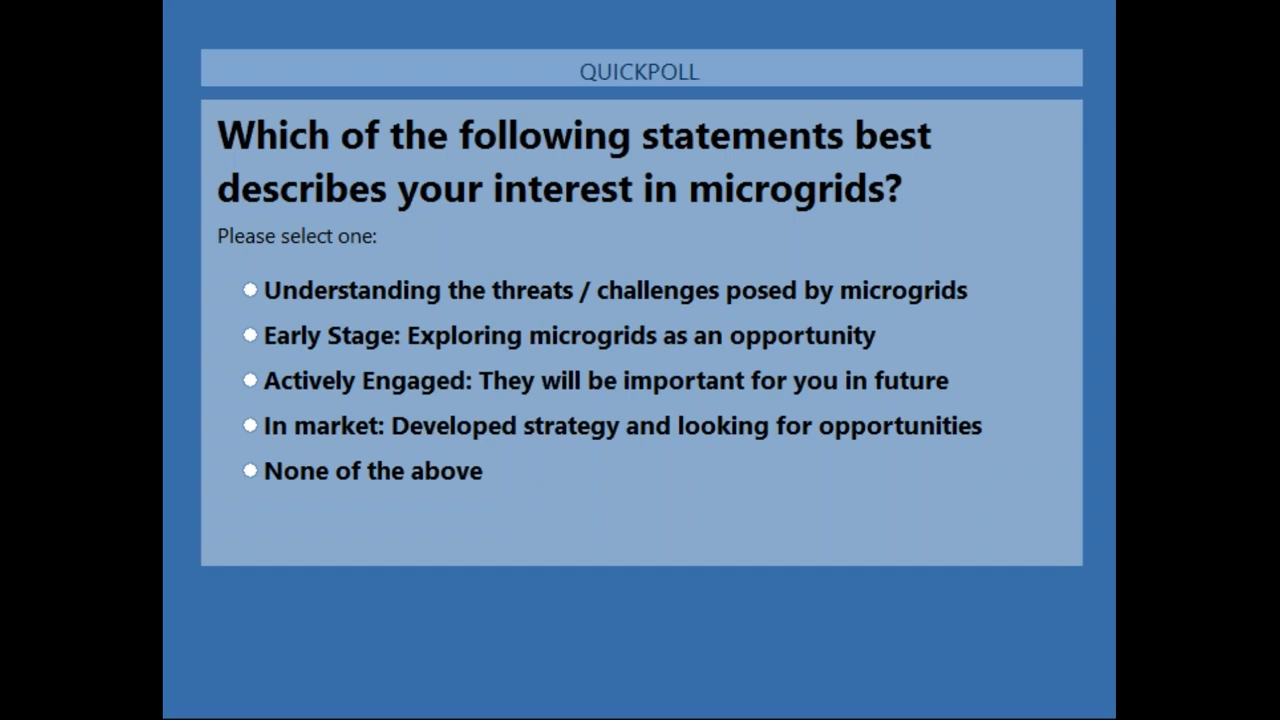 QUICKPOLL
Which of the following statements best
describes your interest in microgrids?
Please select one:
Understanding the threats / challenges posed by microgrids
Early Stage: Exploring microgrids as an opportunity
Actively Engaged: They will be important for you in future
In market: Developed strategy and looking for opportunities
None of the above